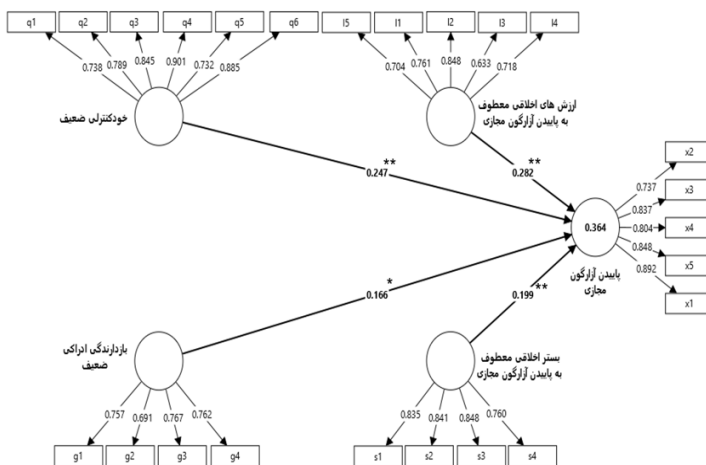 q1 q2 q3 q4 q5 q6 l5 l1 l2 l3 l4
0.738 0.789 0.845 0.901 0.732 0.885 0.704 0.761 0.848 0.633 0.718
خودکنترلی ضعیف
ارزش های اخلاقی معطوف
به پاییدن آزارگون مجازی
0.247**
0.282**
x2
x3
x4
x5
x1
0.737
0.837
0.804
0.848
0.892
0.364
پاییدن آزارگون
مجازی
0.166*
0.199**
بازدارندگی ادراکی
ضعیف
بستر اخلاقی معطوف
به پاییدن آزارگون مجازی
0.757 0.691 0.767 0.762 0.835 0.841 0.848 0.760
g1 g2 g3 g4 s1 s2 s3 s4